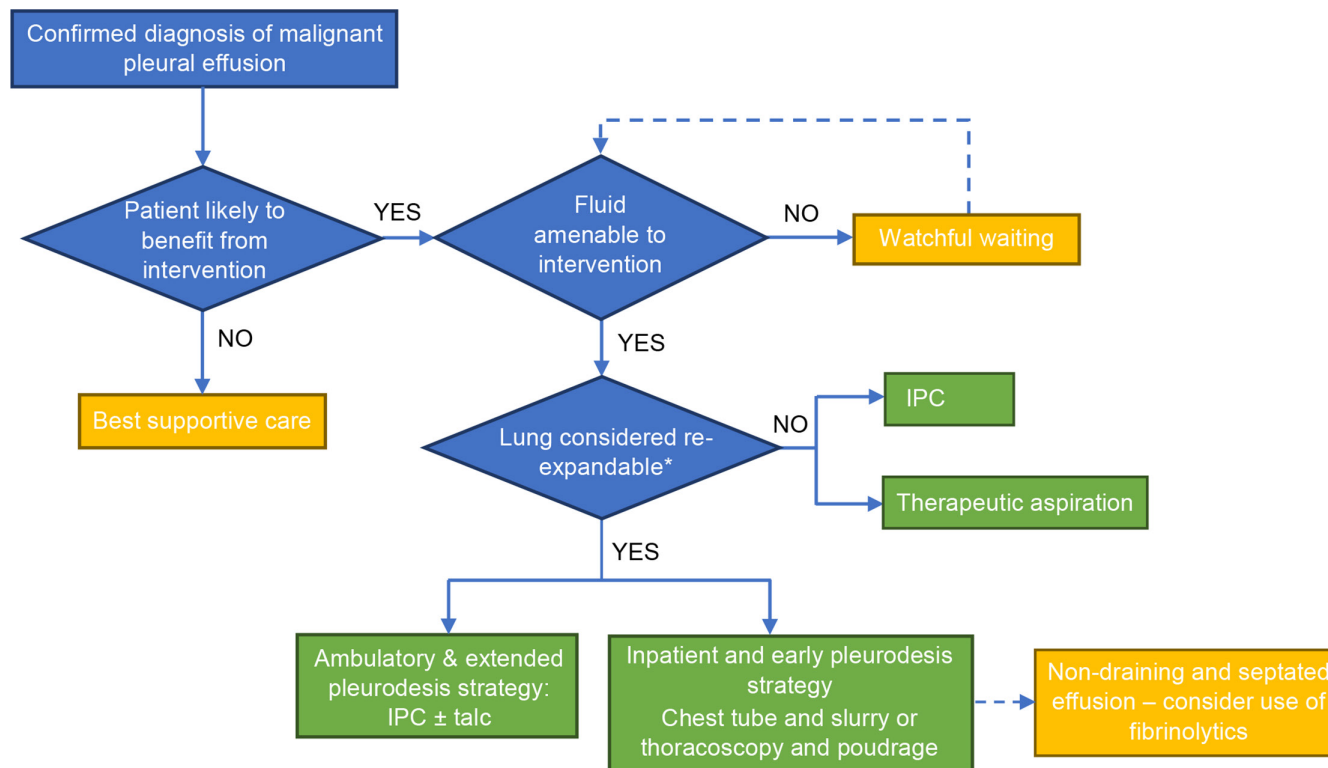 Confirmed diagnosis of malignant
pleural effusion
Patient likely to
benefit from
intervention
YES
Fluid
amenable to
intervention
NO
Watchful waiting
NO
YES
Best supportive care
Lung considered re-
expandable*
NO
IPC
Therapeutic aspiration
YES
Ambulatory & extended
pleurodesis strategy:
IPC ± talc
Inpatient and early pleurodesis
strategy
Chest tube and slurry or
thoracoscopy and poudrage
Non-draining and septated
effusion – consider use of
fibrinolytics